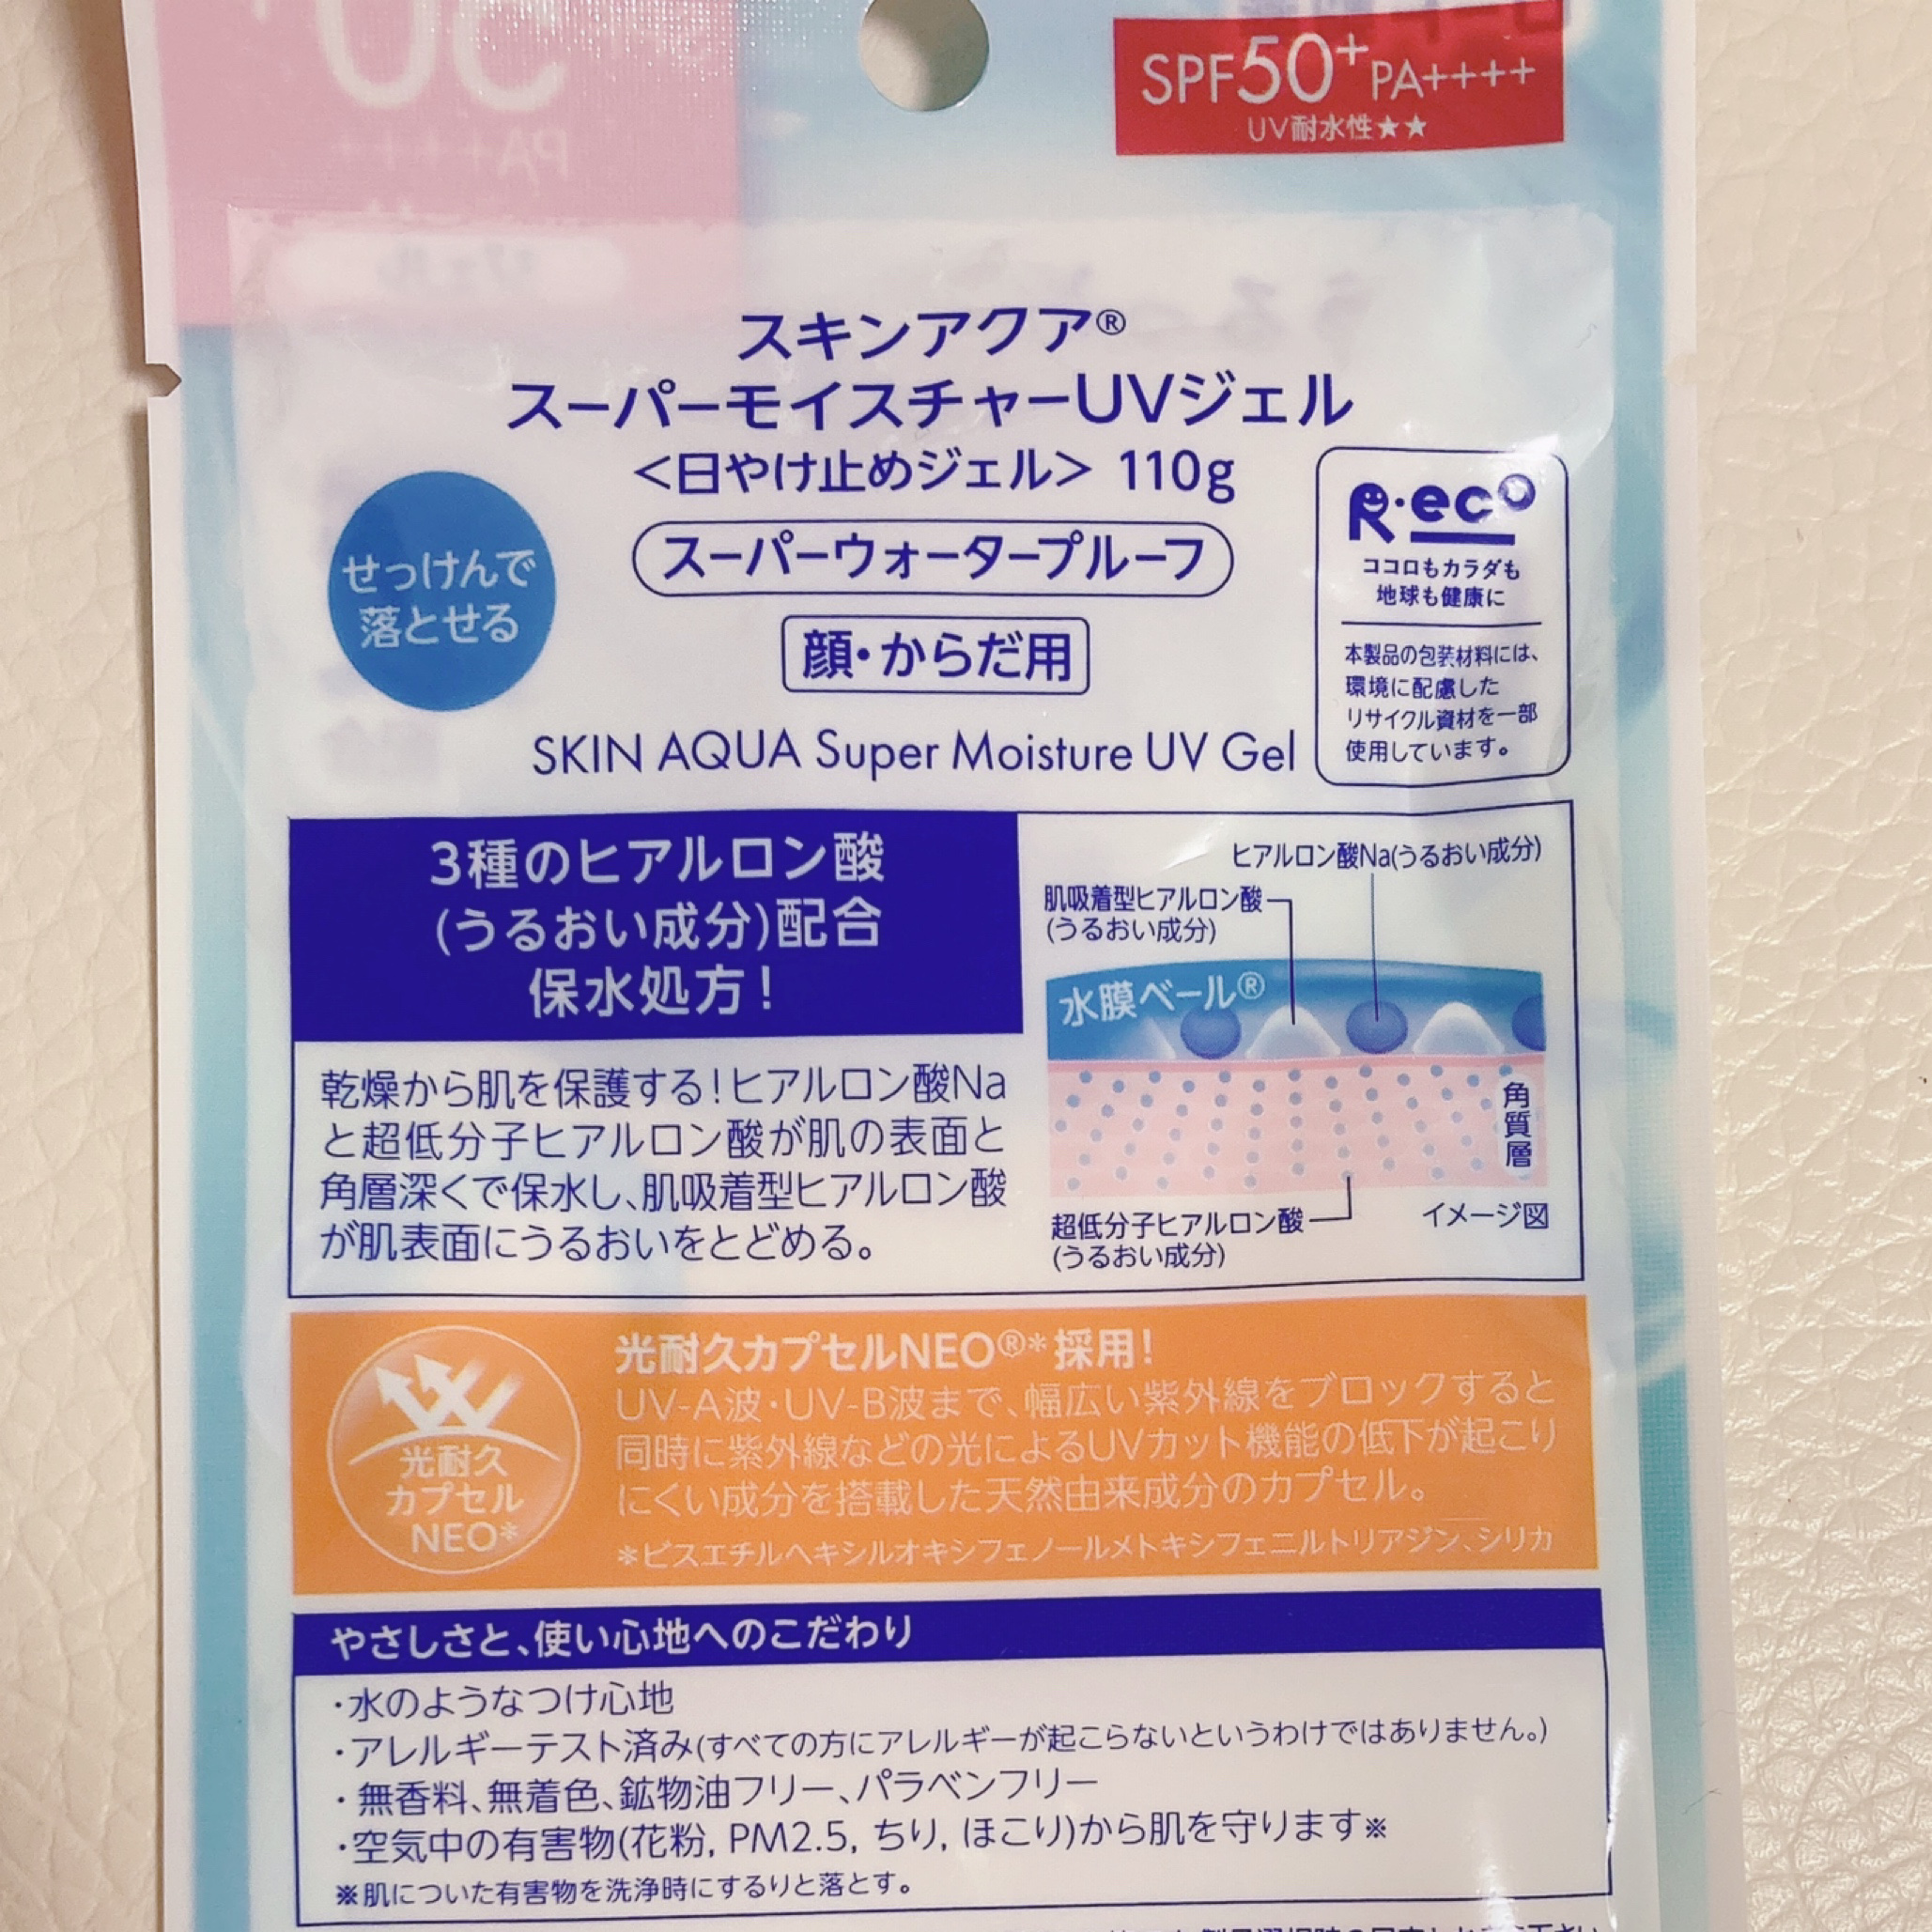 SPF50+ PA++++
UV耐水性★★
スキンアクア®
スーパーモイスチャーUVジェル
<日やけ止めジェル> 110g
スーパーウォータープルーフ
せっけんで
落とせる
顔・からだ用
SKIN AQUA Super Moisture UV Gel
R・eco
ココロもカラダも
地球も健康に
本製品の包装材料には、
環境に配慮した
リサイクル資材を一部
使用しています。
3種のヒアルロン酸
(うるおい成分)配合
保水処方!
乾燥から肌を保護する!ヒアルロン酸Na
と超低分子ヒアルロン酸が肌の表面と
角層深くで保水し、肌吸着型ヒアルロン酸
が肌表面にうるおいをとどめる。
ヒアルロン酸Na(うるおい成分)
肌吸着型ヒアルロン酸
(うるおい成分)
水膜ベール®
角質層
超低分子ヒアルロン酸
(うるおい成分)
イメージ図
光耐久
カプセル
NEO*
光耐久カプセルNEO®*採用!
UV-A波・UV-B波まで、幅広い紫外線をブロックすると
同時に紫外線などの光によるUVカット機能の低下が起こり
にくい成分を搭載した天然由来成分のカプセル。
*ビスエチルヘキシルオキシフェノールメトキシフェニルトリアジン、シリカ
やさしさと、使い心地へのこだわり
・水のようなつけ心地
・アレルギーテスト済み(すべての方にアレルギーが起こらないというわけではありません。)
・無香料、無着色、鉱物油フリー、パラベンフリー
・空気中の有害物(花粉, PM2.5, ちり, ほこり)から肌を守ります※
※肌についた有害物を洗浄時にするりと落とす。